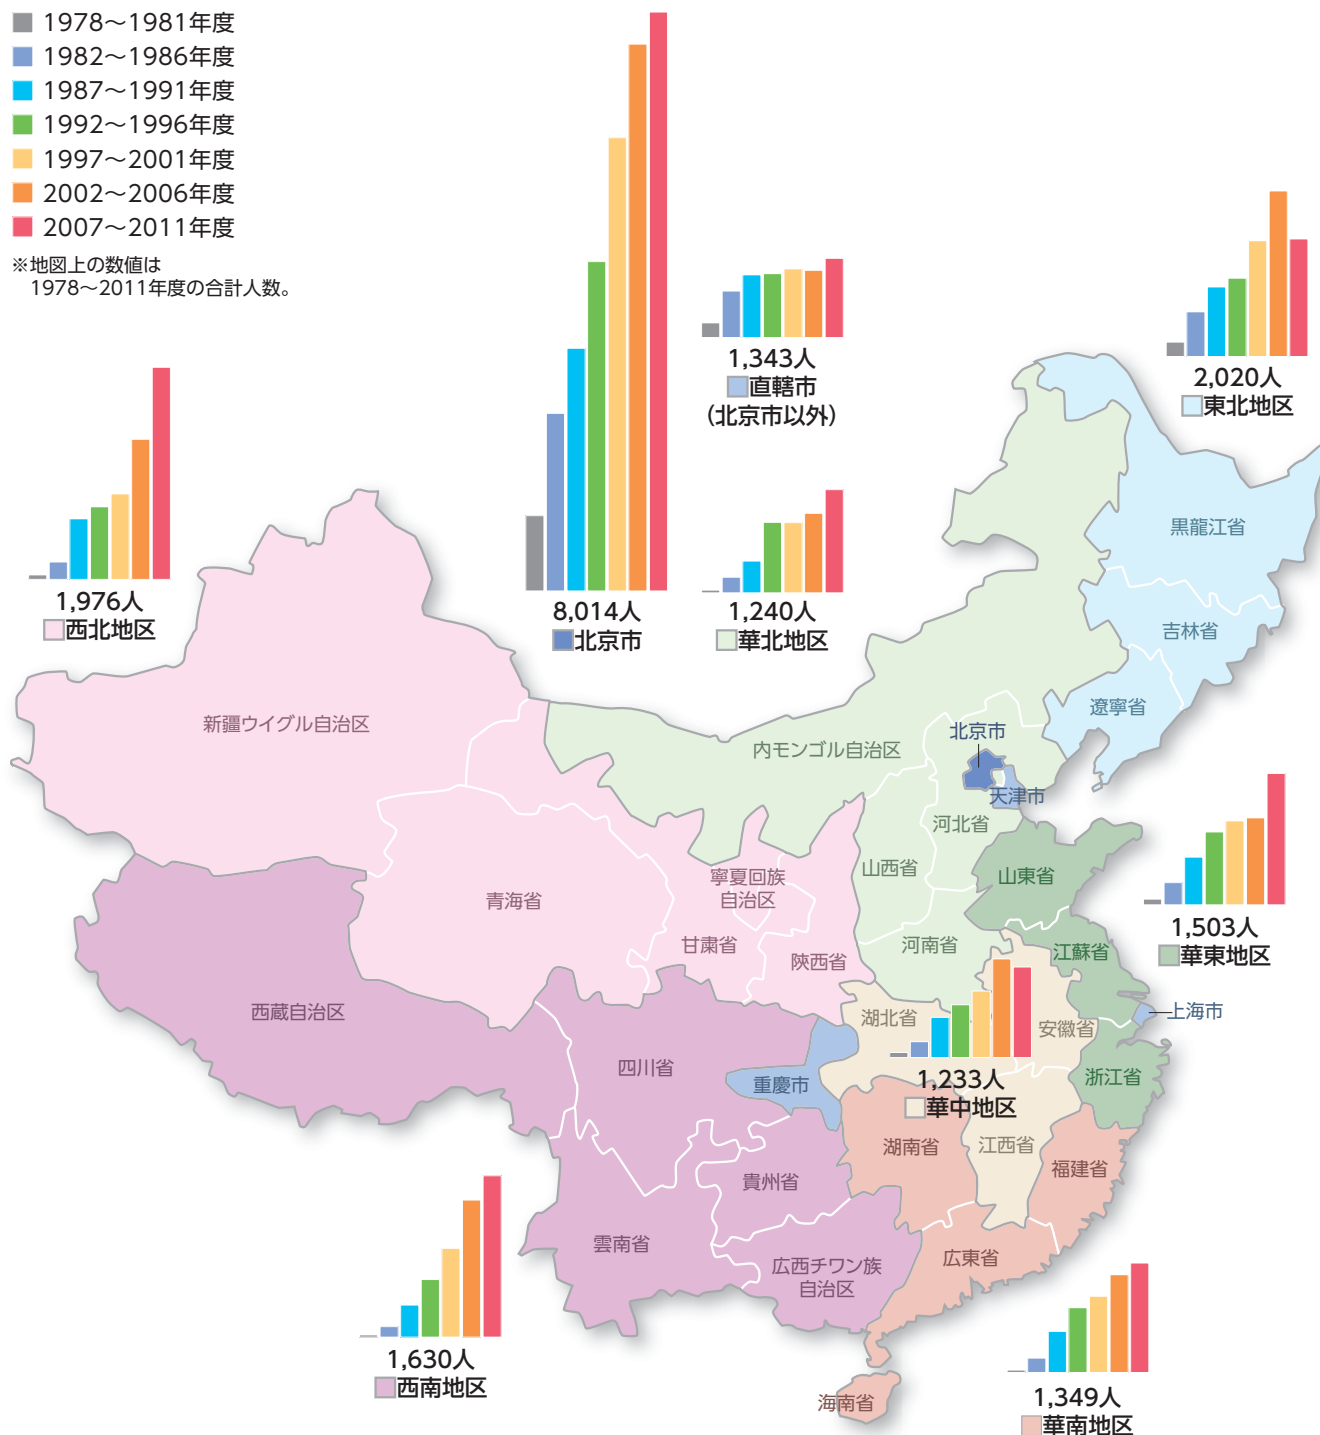 1978～1981年度
1982～1986年度
1987～1991年度
1992～1996年度
1997～2001年度
2002～2006年度
2007～2011年度
※地図上の数値は
1978～2011年度の合計人数。
1,343人
直轄市
（北京市以外）
2,020人
東北地区
1,976人
西北地区
8,014人
北京市
1,240人
華北地区
黒龍江省
吉林省
遼寧省
新疆ウイグル自治区
内モンゴル自治区
北京市
天津市
河北省
山西省
山東省
寧夏回族
自治区
青海省
甘粛省
陝西省
河南省
江蘇省
1,503人
華東地区
西蔵自治区
湖北省
安徽省
上海市
四川省
重慶市
浙江省
1,233人
華中地区
湖南省
江西省
福建省
貴州省
雲南省
広西チワン族
自治区
広東省
1,630人
西南地区
海南省
1,349人
華南地区